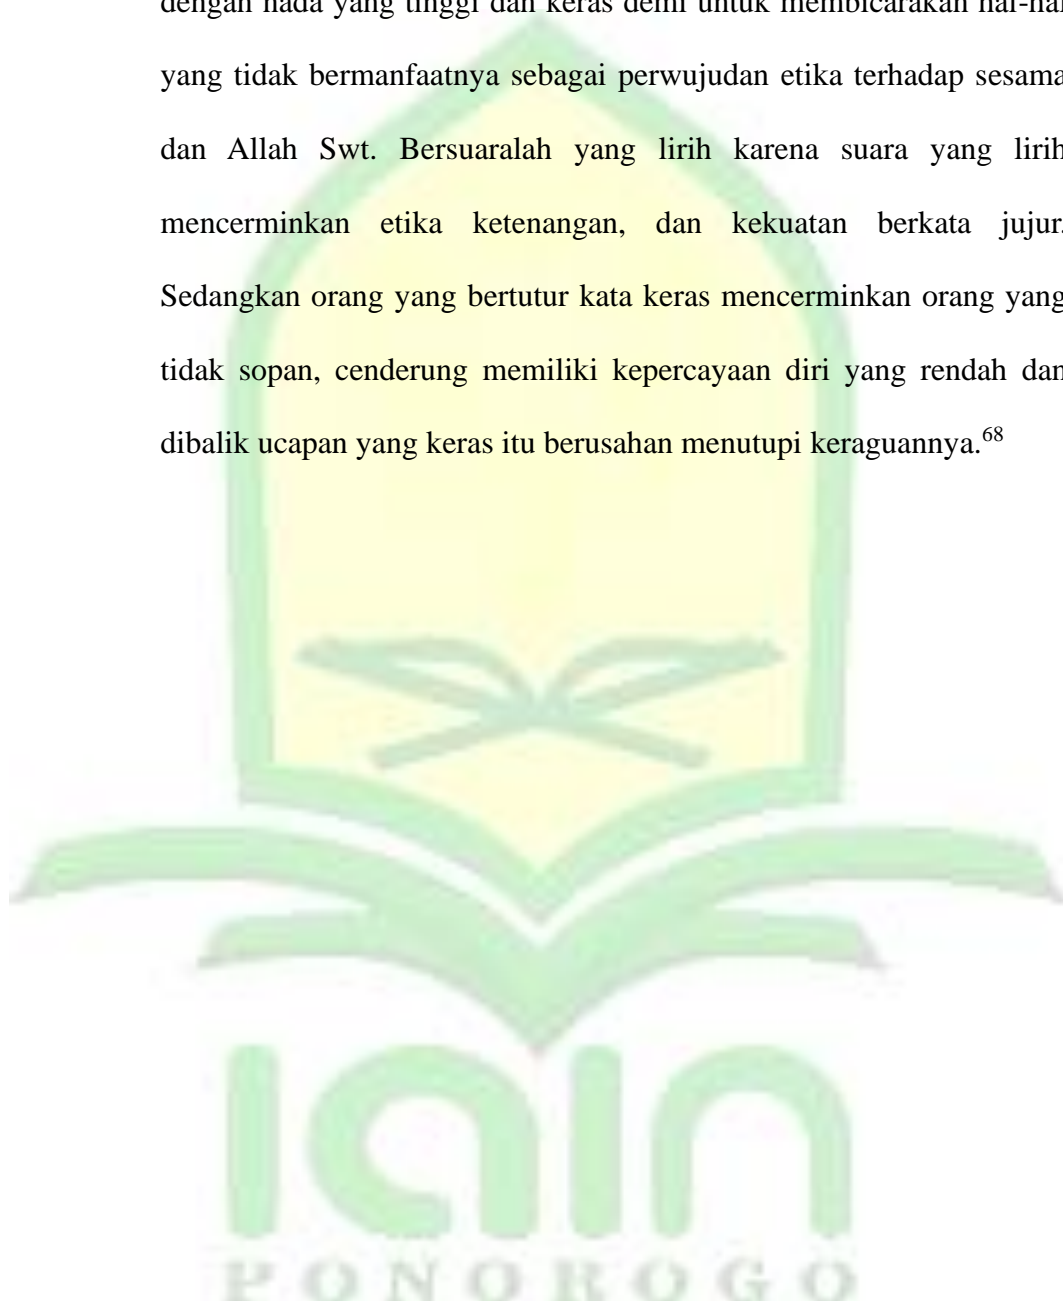 dengan nada yang tinggi dan keras demi untuk membicarakan hal-hal
yang tidak bermanfaatnya sebagai perwujudan etika terhadap sesama
dan Allah Swt. Bersuaralah yang lirih karena suara yang lirih
mencerminkan etika ketenangan, dan kekuatan berkata jujur.
Sedangkan orang yang bertutur kata keras mencerminkan orang yang
tidak sopan, cenderung memiliki kepercayaan diri yang rendah dan
dibalik ucapan yang keras itu berusahan menutupi keraguannya.68
iain
PONOROGO